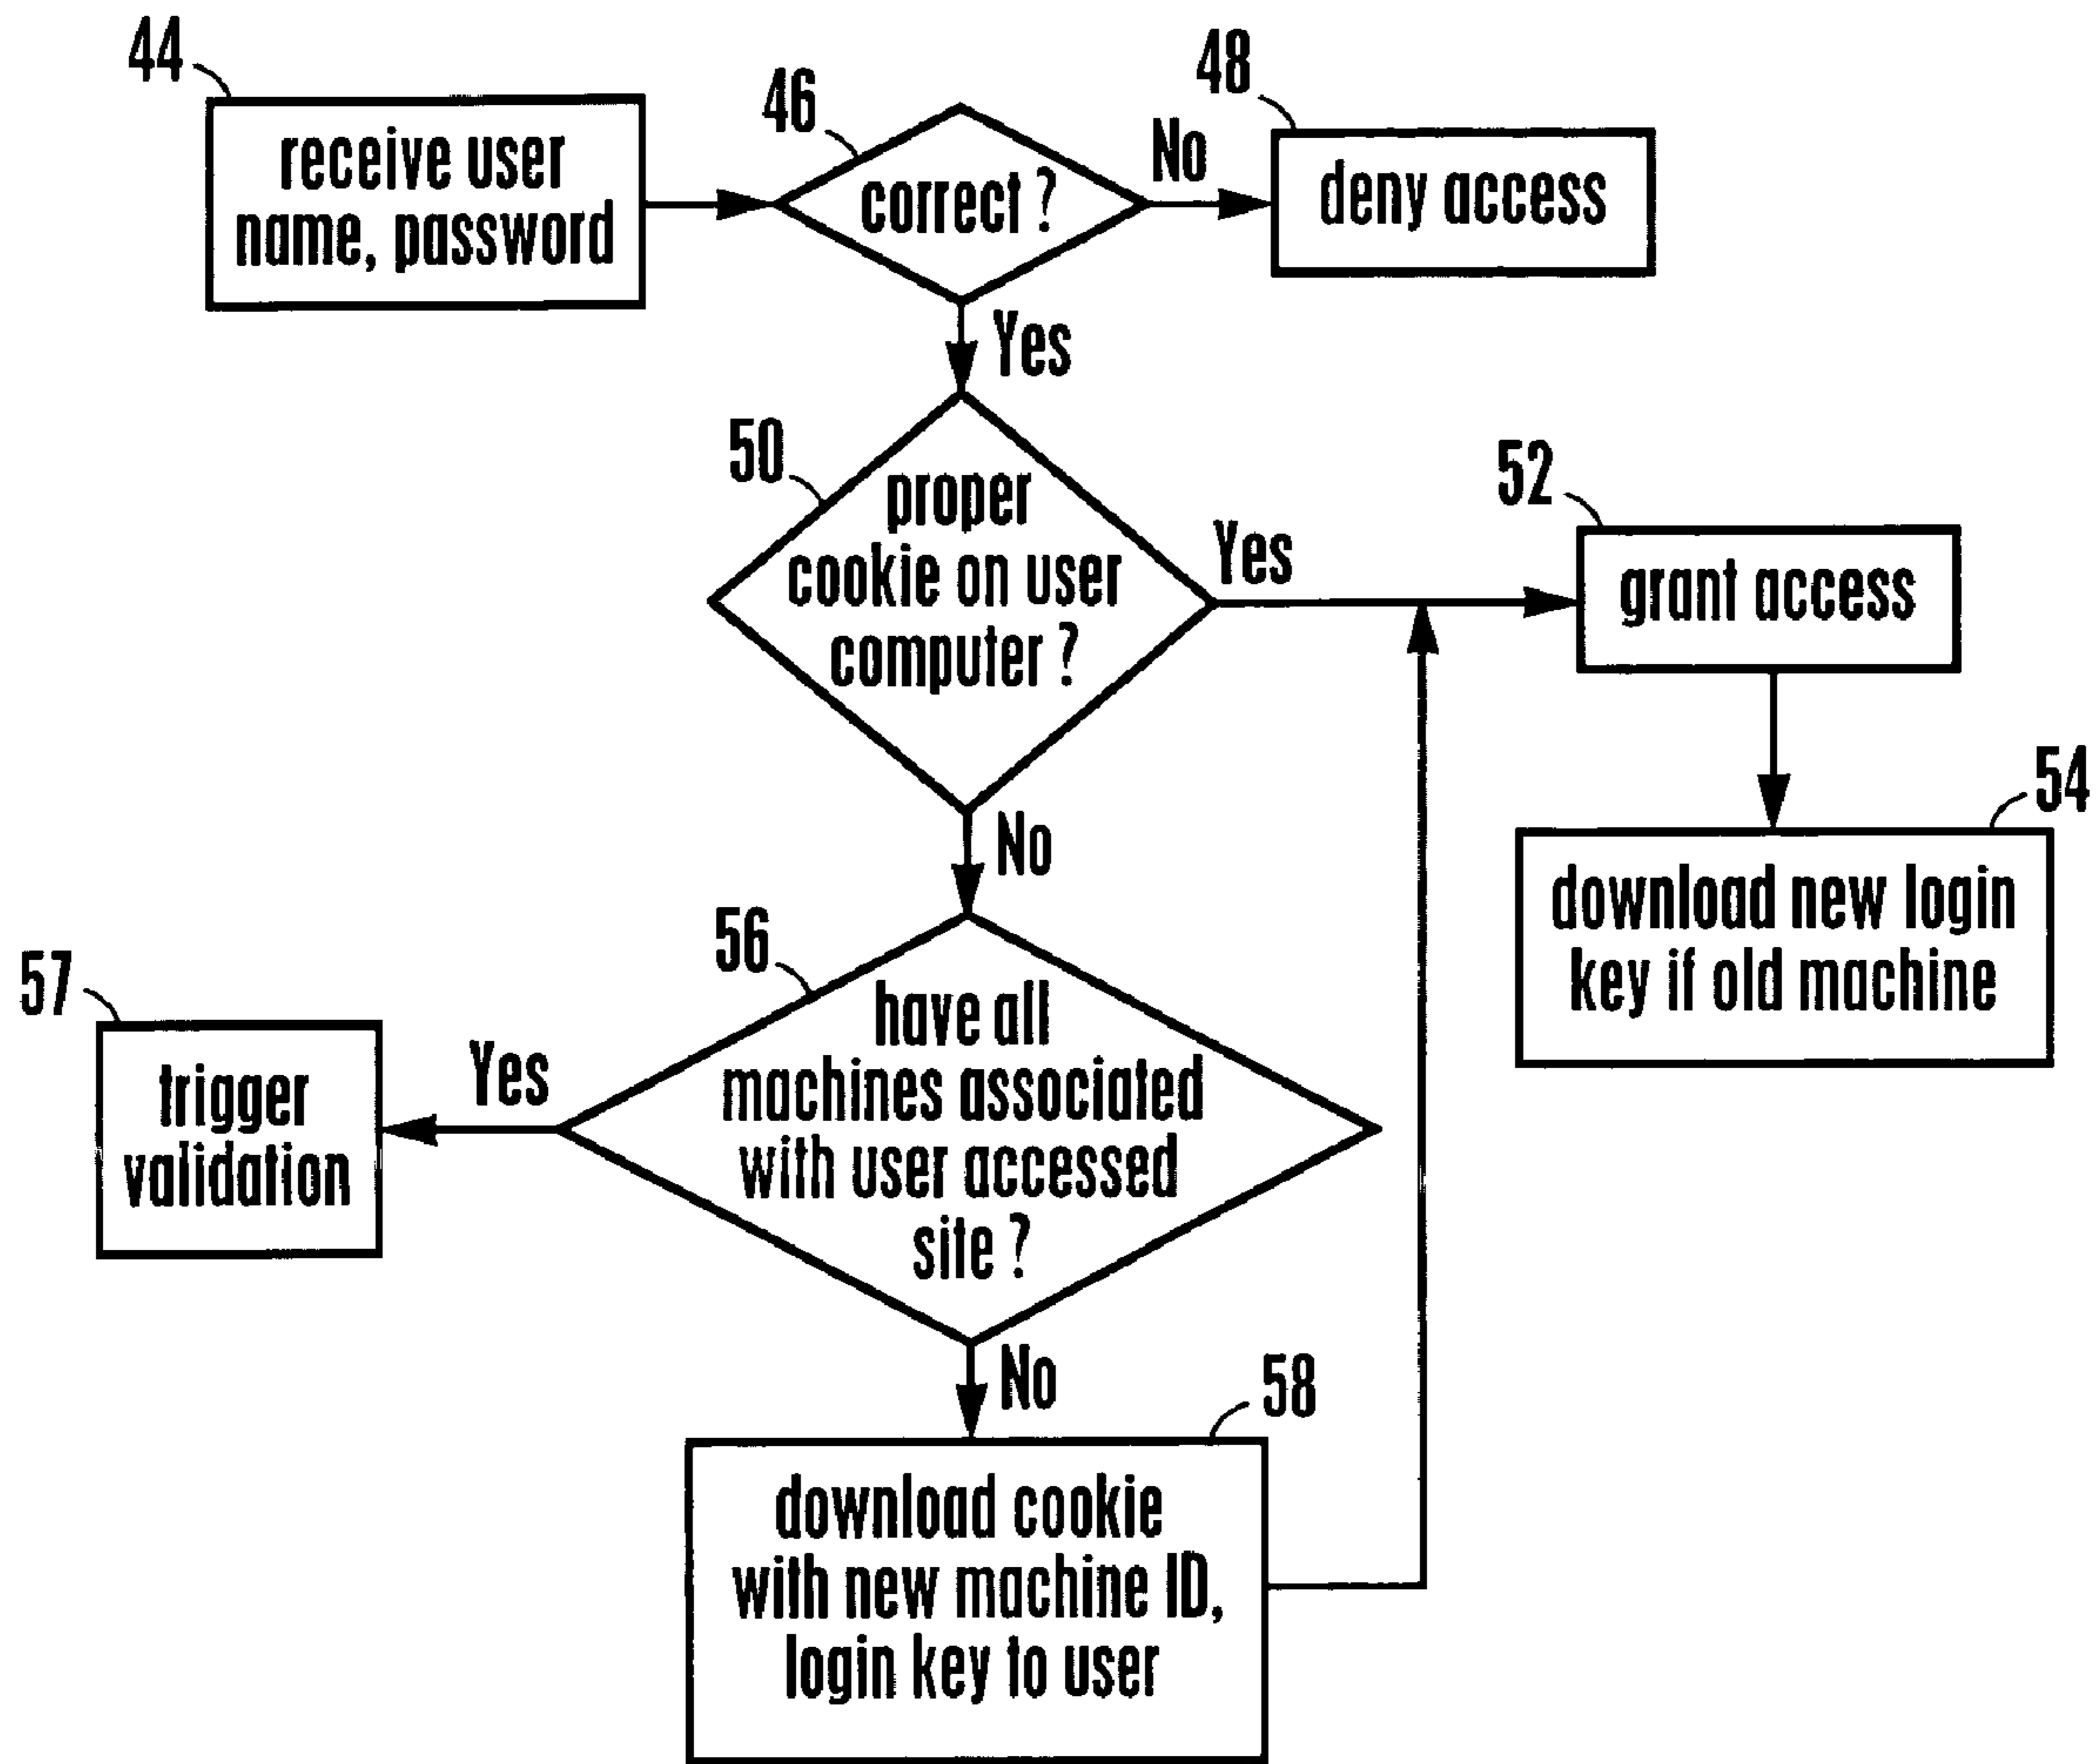 44
receive user
name, password
46
correct ?
No
48
deny access
Yes
50
proper
cookie on user
computer ?
Yes
52
grant access
54
download new login
key if old machine
No
56
have all
machines associated
with user accessed
site ?
Yes
57
trigger
validation
No
58
download cookie
with new machine ID,
login key to user